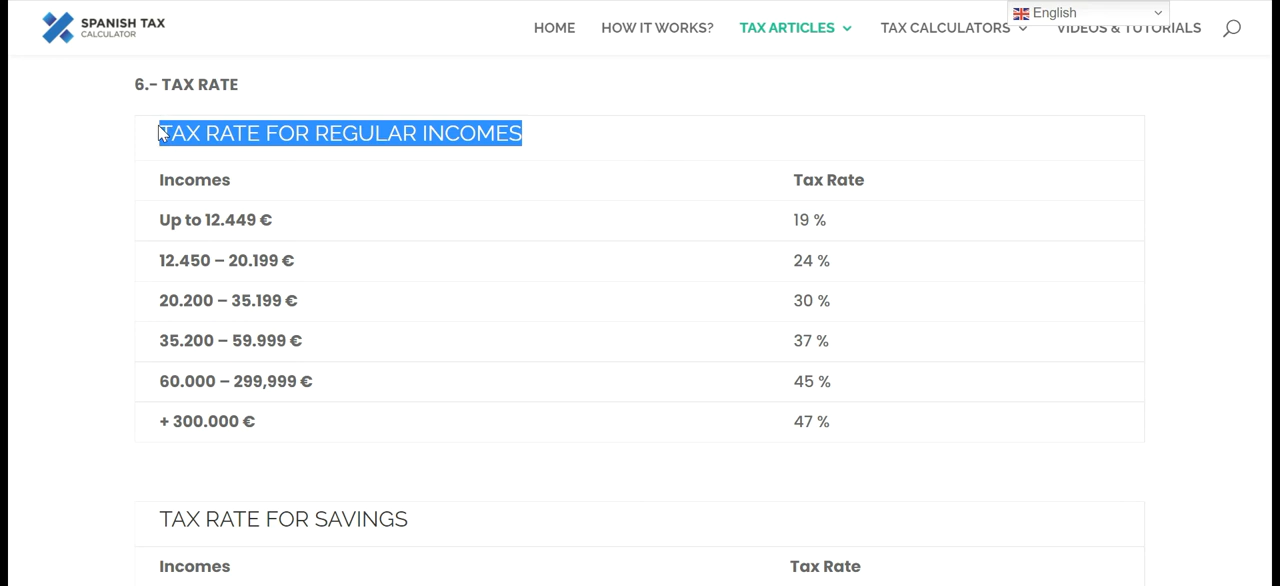 SPANISH TAX
CALCULATOR
HOME HOW IT WORKS? TAX ARTICLES TAX CALCULATORS VIDEOS & TUTORIALS
English
6.- TAX RATE
TAX RATE FOR REGULAR INCOMES
Incomes Tax Rate
Up to 12.449 € 19 %
12.450 – 20.199 € 24 %
20.200 – 35.199 € 30 %
35.200 – 59.999 € 37 %
60.000 – 299,999 € 45 %
+ 300.000 € 47 %
TAX RATE FOR SAVINGS
Incomes Tax Rate